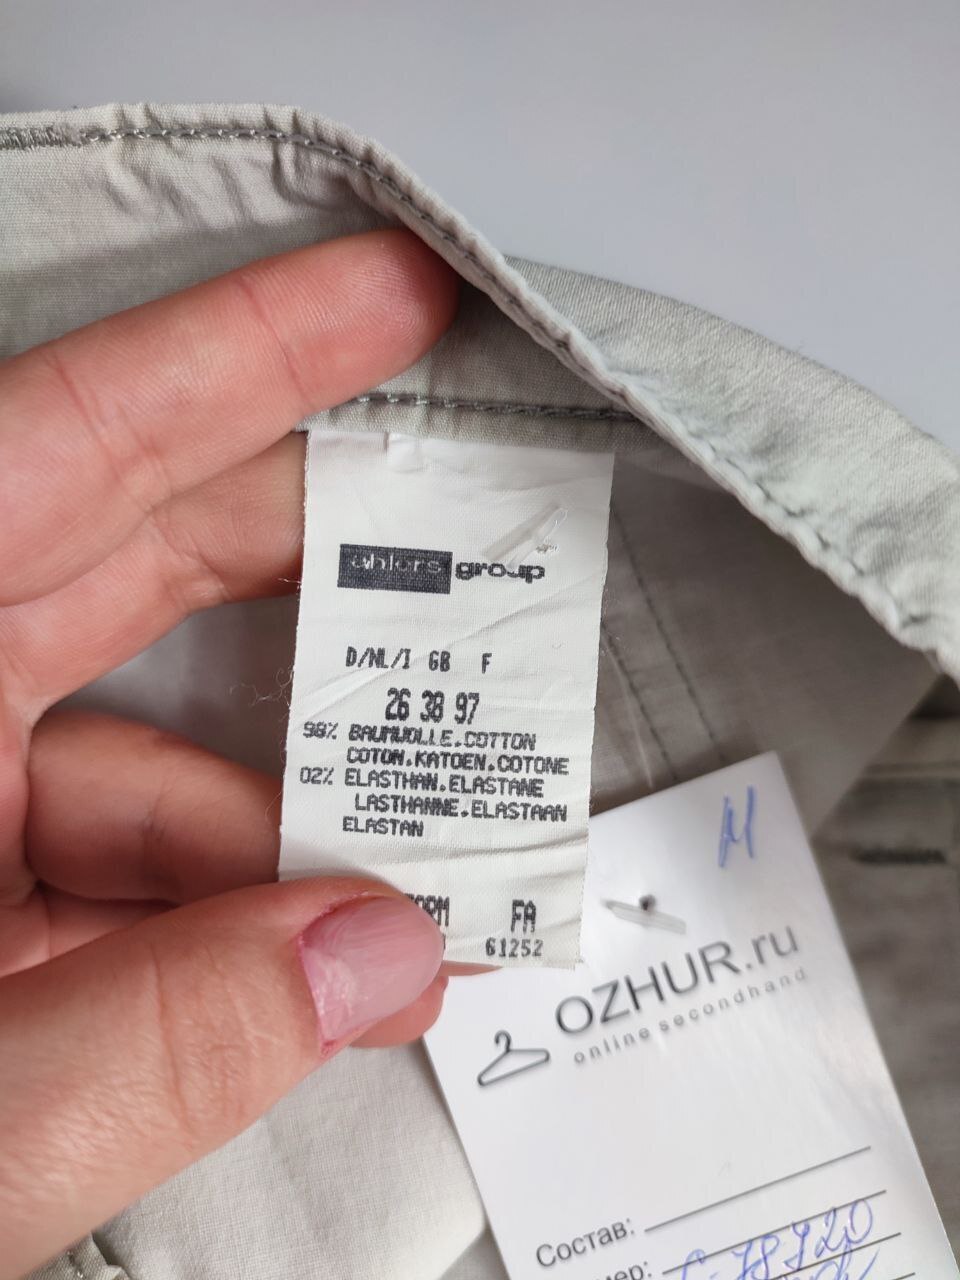 ahlers group
D/NL/I GB F
26 38 97
98% BAUMWOLLE.COTTON
COTON.KATOEN.COTONE
02% ELASTHAN.ELASTANE
LASTHANNE.ELASTAAN
ELASTAN
FA
61252
M
OZHUR.ru
online secondhand
Состав: